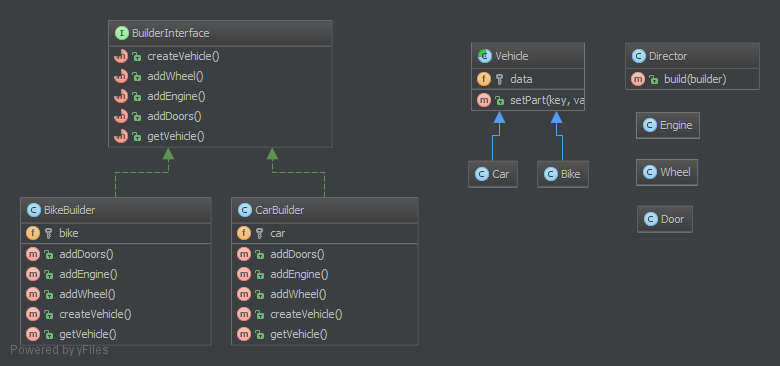 BuilderInterface
createVehicle()
addWheel()
addEngine()
addDoors()
getVehicle()
BikeBuilder
bike
addDoors()
addEngine()
addWheel()
createVehicle()
getVehicle()
CarBuilder
car
addDoors()
addEngine()
addWheel()
createVehicle()
getVehicle()
Vehicle
data
setPart(key, va
Car
Bike
Director
build(builder)
Engine
Wheel
Door
Powered by yFiles